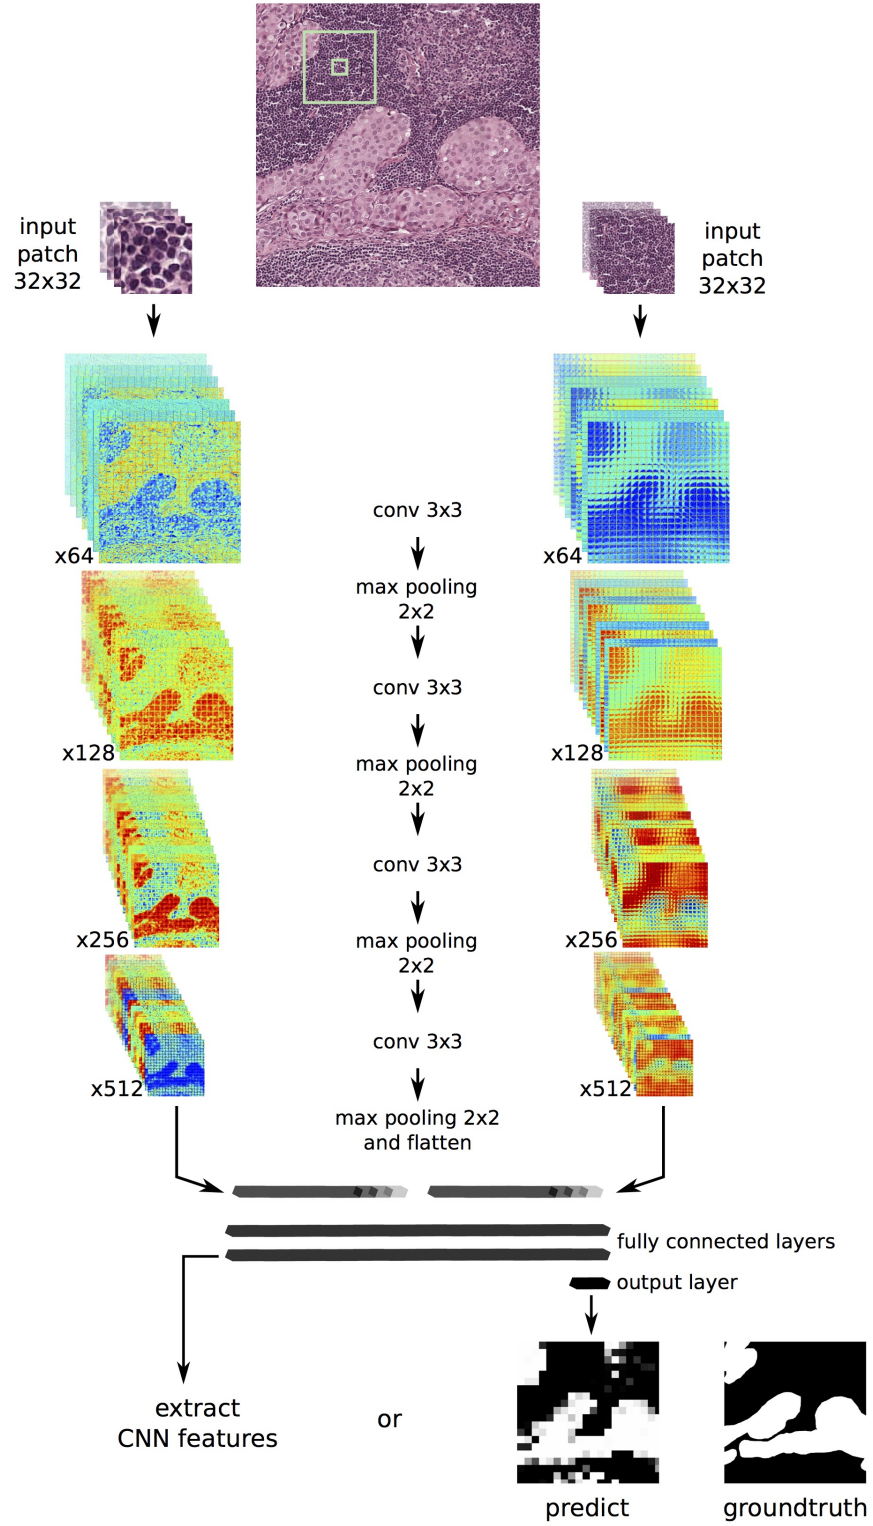 input
patch
32x32
input
patch
32x32
x64
conv 3x3
x64
max pooling
2x2
x128
conv 3x3
x128
max pooling
2x2
x256
conv 3x3
x256
max pooling
2x2
x512
conv 3x3
x512
max pooling 2x2
and flatten
fully connected layers
output layer
extract
CNN features
or
predict
groundtruth